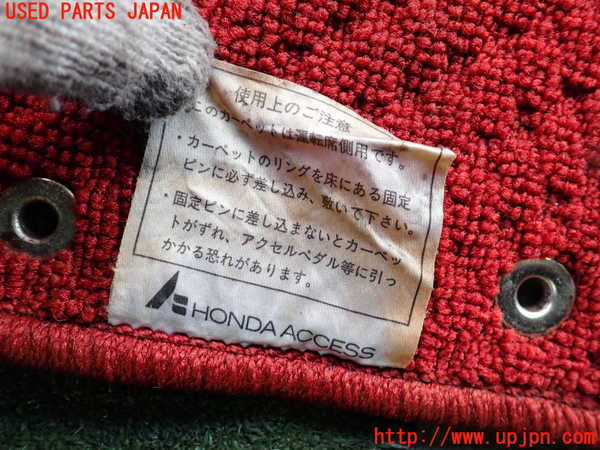 USED PARTS JAPAN
使用上のご注意
このカーペットは運転席側用です。
・カーペットのリングを床にある固定
ピンに必ず差し込み、敷いて下さい。
・固定ピンに差し込まないとカーペッ
トがずれ、アクセルペダル等に引っ
かかる恐れがあります。
HONDA ACCESS
http://www.upjpn.com/